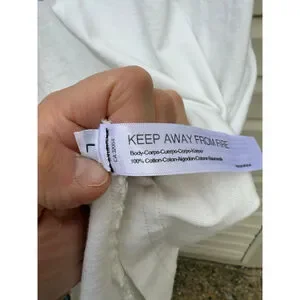 KEEP AWAY FROM FIRE
Body-Corps-Cuerpo-Corpo-Körper
100% Cotton-Coton-Algodón-Cotone-Baumwolle
L